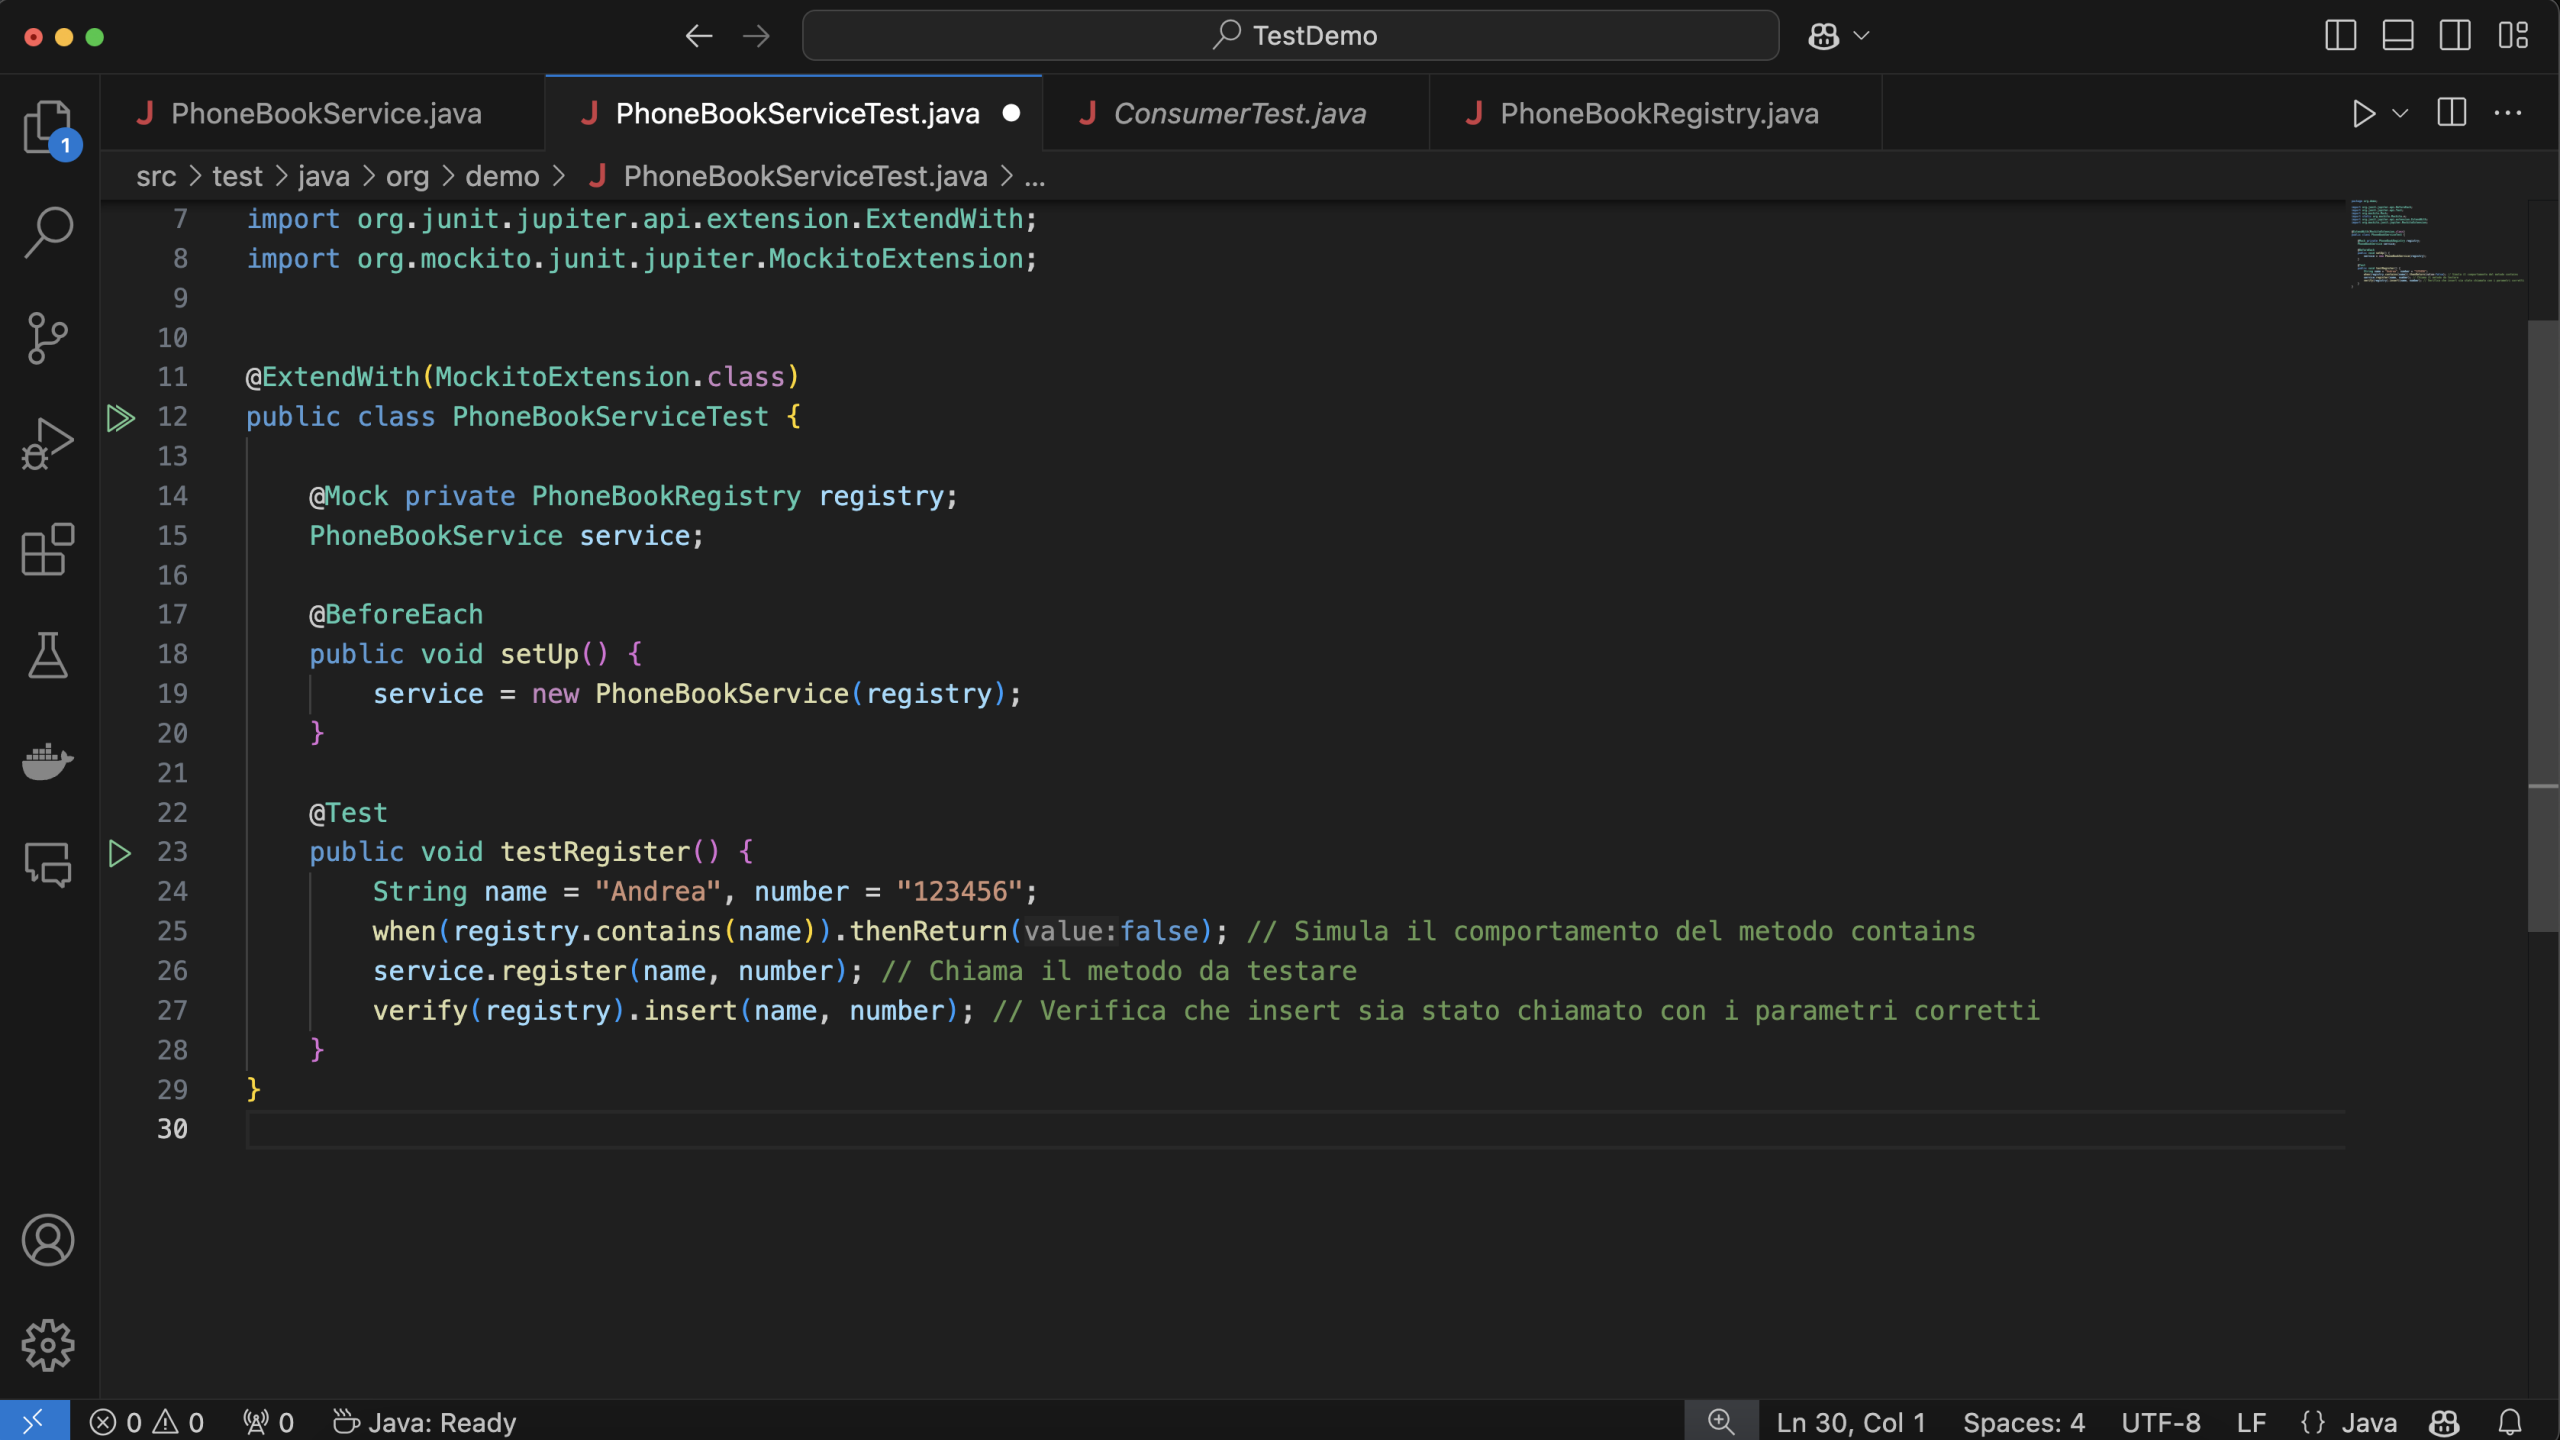 TestDemo
PhoneBookService.java
PhoneBookServiceTest.java
ConsumerTest.java
PhoneBookRegistry.java
1
src > test > java > org > demo > PhoneBookServiceTest.java > ...
7 import org.junit.jupiter.api.extension.ExtendWith;
8 import org.mockito.junit.jupiter.MockitoExtension;
9
10
11 @ExtendWith(MockitoExtension.class)
12 public class PhoneBookServiceTest {
13
14 @Mock private PhoneBookRegistry registry;
15 PhoneBookService service;
16
17 @BeforeEach
18 public void setUp() {
19 service = new PhoneBookService(registry);
20 }
21
22 @Test
23 public void testRegister() {
24 String name = "Andrea", number = "123456";
25 when(registry.contains(name)).thenReturn(value:false); // Simula il comportamento del metodo contains
26 service.register(name, number); // Chiama il metodo da testare
27 verify(registry).insert(name, number); // Verifica che insert sia stato chiamato con i parametri corretti
28 }
29 }
30
0 0 0 Java: Ready
Ln 30, Col 1 Spaces: 4 UTF-8 LF {} Java